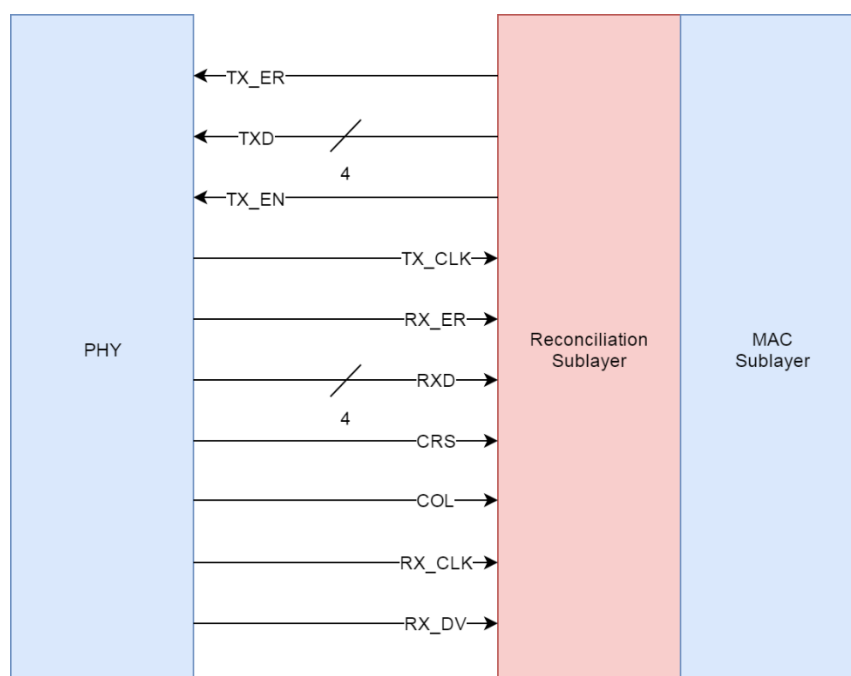 TX_ER
TXD
4
TX_EN
TX_CLK
RX_ER
PHY
Reconciliation
Sublayer
MAC
Sublayer
RXD
4
CRS
COL
RX_CLK
RX_DV